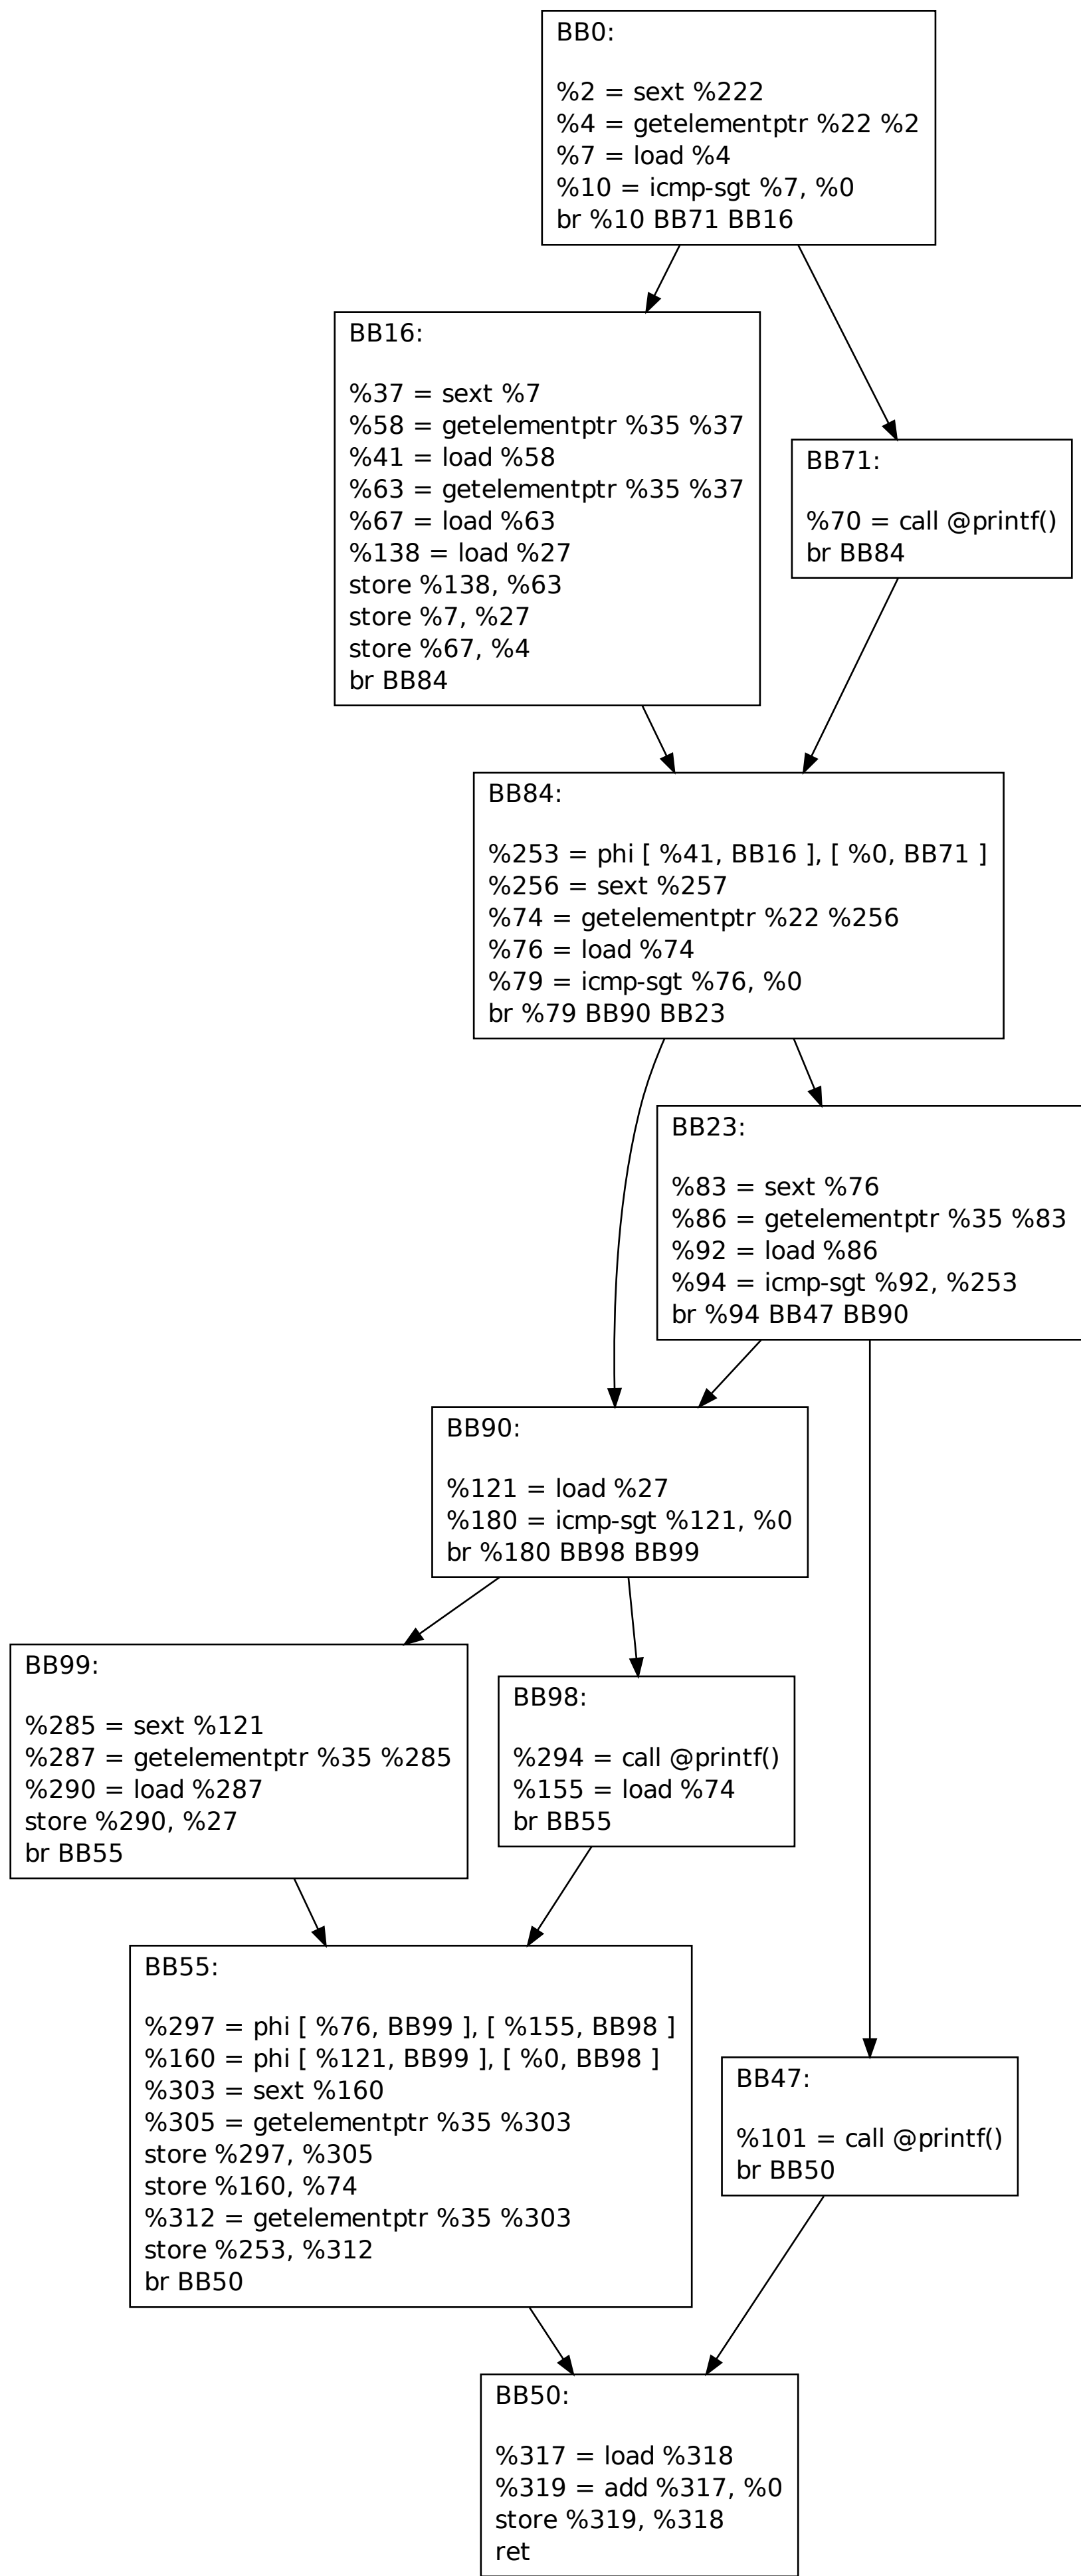 BB0:
%2 = sext %222
%4 = getelementptr %22 %2
%7 = load %4
%10 = icmp-sgt %7, %0
br %10 BB71 BB16
BB16:
%37 = sext %7
%58 = getelementptr %35 %37
%41 = load %58
%63 = getelementptr %35 %37
%67 = load %63
%138 = load %27
store %138, %63
store %7, %27
store %67, %4
br BB84
BB71:
%70 = call @printf()
br BB84
BB84:
%253 = phi [ %41, BB16 ], [ %0, BB71 ]
%256 = sext %257
%74 = getelementptr %22 %256
%76 = load %74
%79 = icmp-sgt %76, %0
br %79 BB90 BB23
BB23:
%83 = sext %76
%86 = getelementptr %35 %83
%92 = load %86
%94 = icmp-sgt %92, %253
br %94 BB47 BB90
BB90:
%121 = load %27
%180 = icmp-sgt %121, %0
br %180 BB98 BB99
BB99:
%285 = sext %121
%287 = getelementptr %35 %285
%290 = load %287
store %290, %27
br BB55
BB98:
%294 = call @printf()
%155 = load %74
br BB55
BB55:
%297 = phi [ %76, BB99 ], [ %155, BB98 ]
%160 = phi [ %121, BB99 ], [ %0, BB98 ]
%303 = sext %160
%305 = getelementptr %35 %303
store %297, %305
store %160, %74
%312 = getelementptr %35 %303
store %253, %312
br BB50
BB47:
%101 = call @printf()
br BB50
BB50:
%317 = load %318
%319 = add %317, %0
store %319, %318
ret